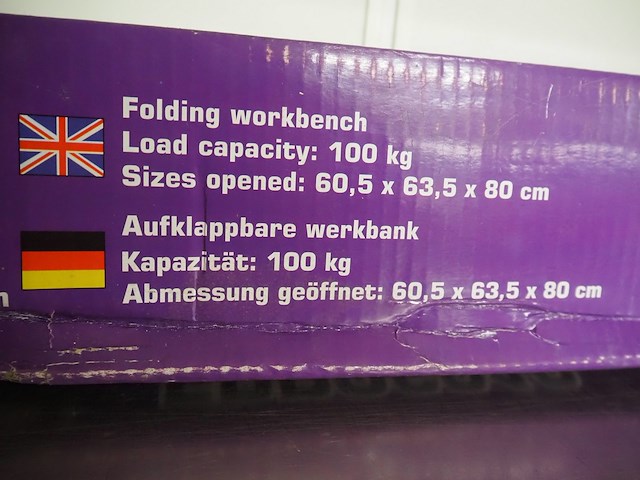 Folding workbench
Load capacity: 100 kg
Sizes opened: 60,5 x 63,5 x 80 cm
Aufklappbare werkbank
Kapazität: 100 kg
Abmessung geöffnet: 60,5 x 63,5 x 80 cm